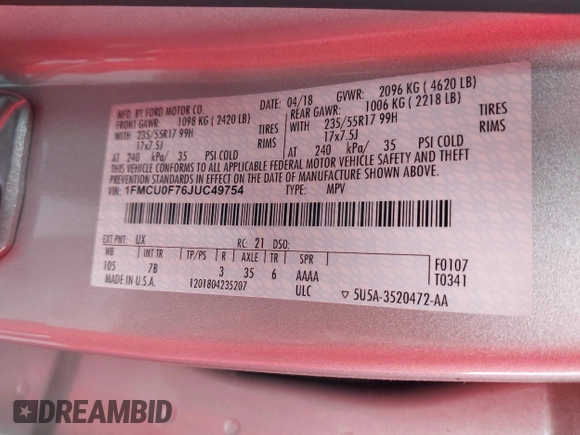 MFD. BY FORD MOTOR CO.
DATE: 04/18 GVWR: 2096 KG ( 4620 LB)
FRONT GAWR: 1098 KG ( 2420 LB)
REAR GAWR: 1006 KG ( 2218 LB)
WITH 235/55R17 99H TIRES
WITH 235/55R17 99H TIRES
17x7.5J RIMS
17x7.5J RIMS
AT 240 kPa/ 35 PSI COLD
AT 240 kPa/ 35 PSI COLD
THIS VEHICLE CONFORMS TO ALL APPLICABLE FEDERAL MOTOR VEHICLE SAFETY AND THEFT
PREVENTION STANDARDS IN EFFECT ON THE DATE OF MANUFACTURE SHOWN ABOVE.
VIN: 1FMCU0F76JUC49754 TYPE: MPV
EXT PNT: UX RC: 21 DSO:
WB INT TR TP/PS R AXLE TR SPR
105 7B 3 35 6 AAAA
F0107
T0341
MADE IN U.S.A. 1201804235207 ULC ▽ 5U5A-3520472-AA
DREAMBID